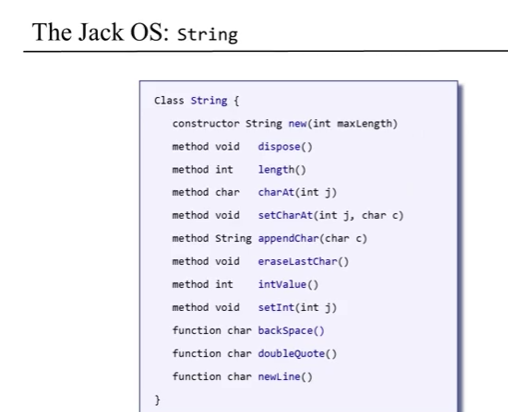 The Jack OS: String
Class String {
constructor String new(int maxLength)
method void dispose()
method int length()
method char charAt(int j)
method void setCharAt(int j, char c)
method String appendChar(char c)
method void eraseLastChar()
method int intValue()
method void setInt(int j)
function char backSpace()
function char doubleQuote()
function char newLine()
}